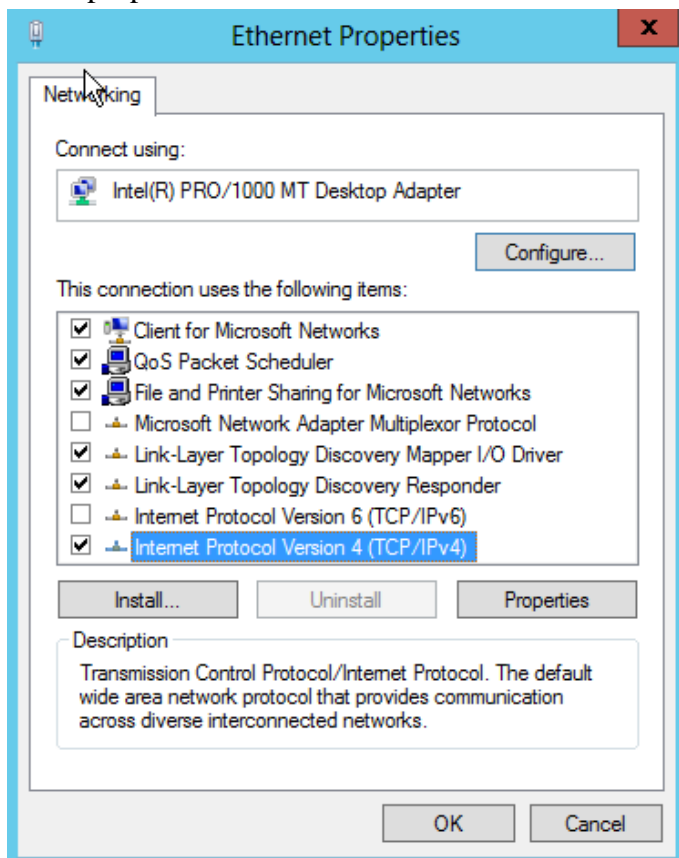 Ethernet Properties
x
Networking
Connect using:
Intel(R) PRO/1000 MT Desktop Adapter
Configure...
This connection uses the following items:
Client for Microsoft Networks
QoS Packet Scheduler
File and Printer Sharing for Microsoft Networks
Microsoft Network Adapter Multiplexor Protocol
Link-Layer Topology Discovery Mapper I/O Driver
Link-Layer Topology Discovery Responder
Internet Protocol Version 6 (TCP/IPv6)
Internet Protocol Version 4 (TCP/IPv4)
Install... Uninstall Properties
Description
Transmission Control Protocol/Internet Protocol. The default
wide area network protocol that provides communication
across diverse interconnected networks.
OK Cancel